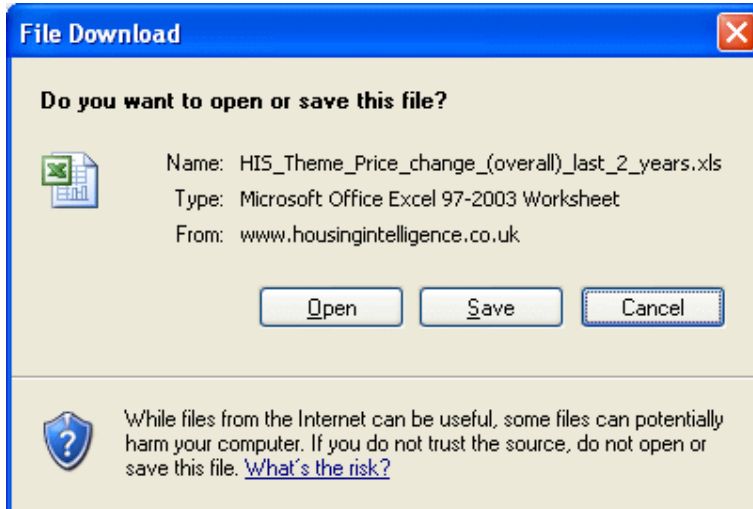 File Download
Do you want to open or save this file?
Name: HIS_Theme_Price_change_(overall)_last_2_years.xls
Type: Microsoft Office Excel 97-2003 Worksheet
From: www.housingintelligence.co.uk
Open Save Cancel
While files from the Internet can be useful, some files can potentially
harm your computer. If you do not trust the source, do not open or
save this file. What's the risk?